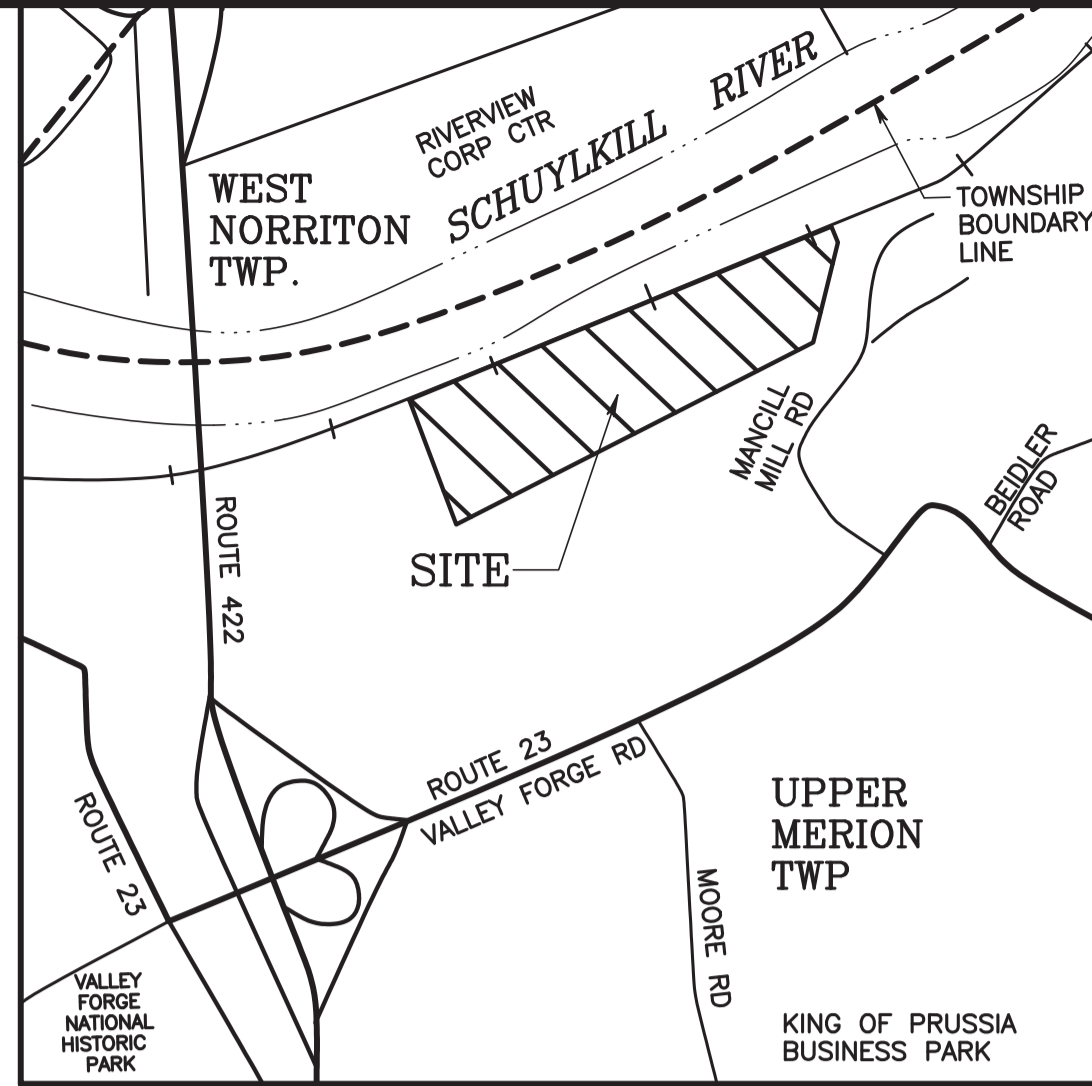 RIVERVIEW
CORP CTR
SCHUYLKILL RIVER
WEST
NORRITON
TWP.
TOWNSHIP
BOUNDARY
LINE
MANCILL
MILL RD
BEIDLER
ROAD
ROUTE 422
SITE
ROUTE 23
VALLEY FORGE RD
ROUTE 23
UPPER
MERION
TWP
MOORE RD
VALLEY
FORGE
NATIONAL
HISTORIC
PARK
KING OF PRUSSIA
BUSINESS PARK